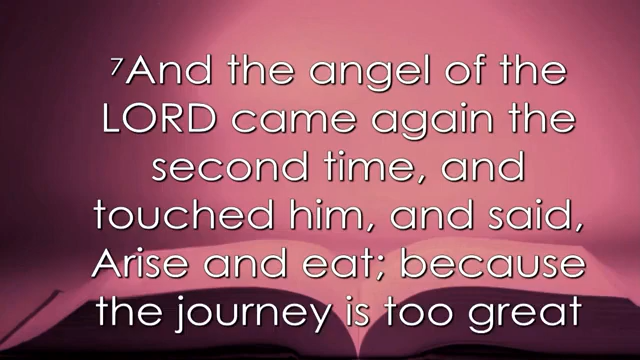 7And the angel of the
LORD came again the
second time, and
touched him, and said,
Arise and eat; because
the journey is too great